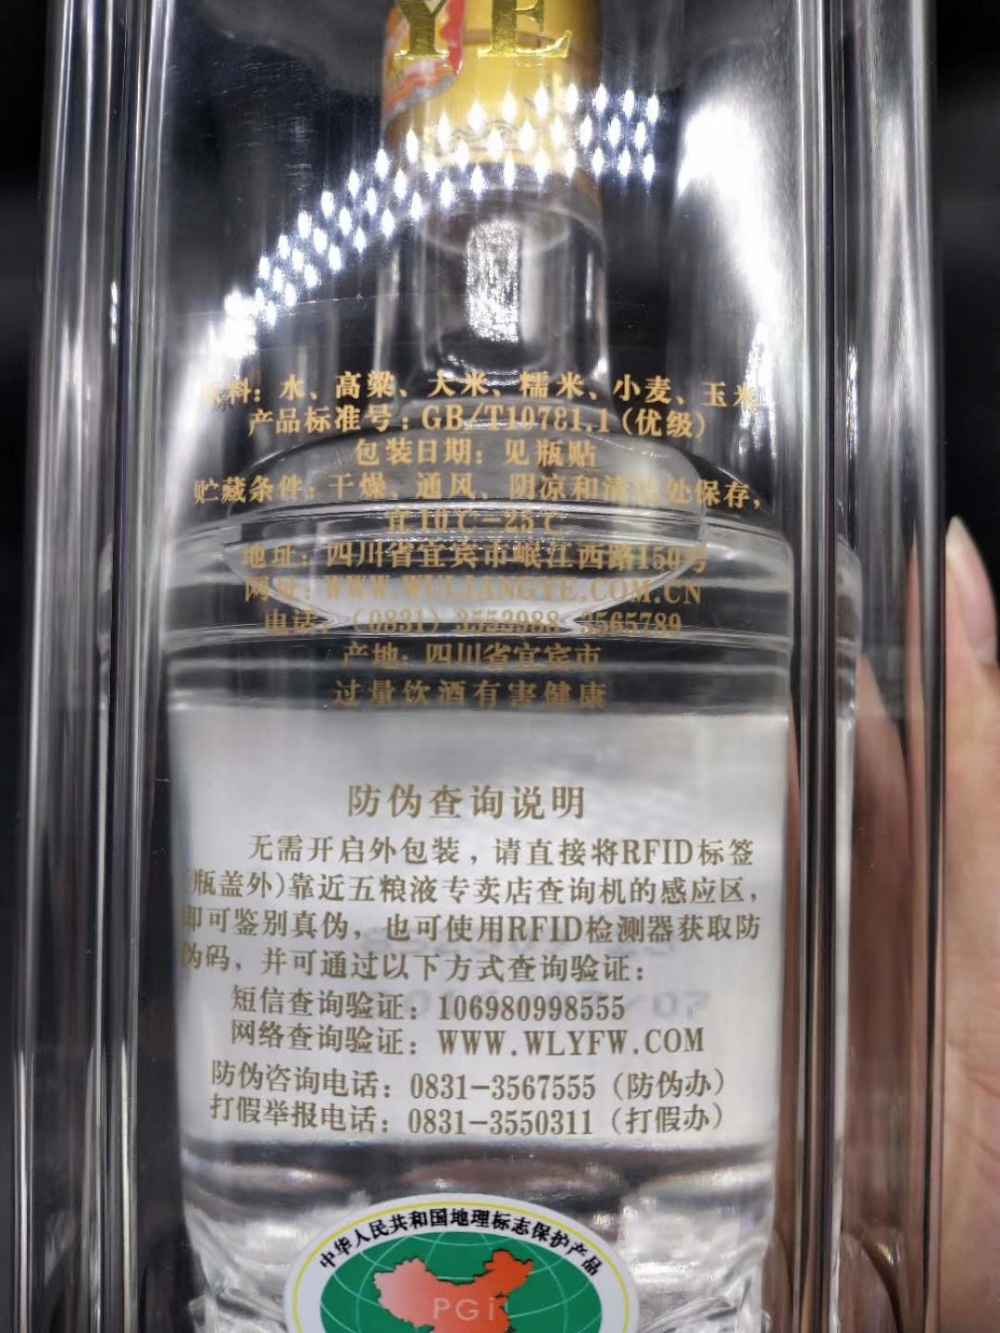 YE
原料：水、高粱、大米、糯米、小麦、玉米
产品标准号：GB/T10781.1（优级）
包装日期：见瓶贴
贮藏条件：干燥、通风、阴凉和清洁处保存，
宜10℃-25℃
地址：四川省宜宾市岷江西路150号
网址：WWW.WULIANGYE.COM.CN
电话：（0831）3553988 3565789
产地：四川省宜宾市
过量饮酒有害健康
防伪查询说明
无需开启外包装，请直接将RFID标签
(瓶盖外)靠近五粮液专卖店查询机的感应区，
即可鉴别真伪，也可使用RFID检测器获取防
伪码，并可通过以下方式查询验证：
短信查询验证：106980998555
网络查询验证：WWW.WLYFW.COM
防伪咨询电话：0831-3567555（防伪办）
打假举报电话：0831-3550311（打假办）
中华人民共和国地理标志保护产品
PGI